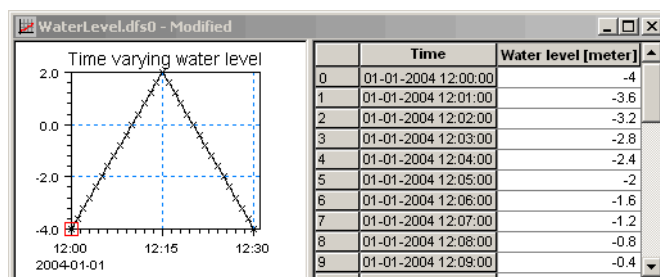 WaterLevel.dfs0 - Modified
Time varying water level
2.0
0.0
-2.0
-4.0
12:00 12:15 12:30
2004-01-01
Time Water level [meter]
0 01-01-2004 12:00:00 -4
1 01-01-2004 12:01:00 -3.6
2 01-01-2004 12:02:00 -3.2
3 01-01-2004 12:03:00 -2.8
4 01-01-2004 12:04:00 -2.4
5 01-01-2004 12:05:00 -2
6 01-01-2004 12:06:00 -1.6
7 01-01-2004 12:07:00 -1.2
8 01-01-2004 12:08:00 -0.8
9 01-01-2004 12:09:00 -0.4